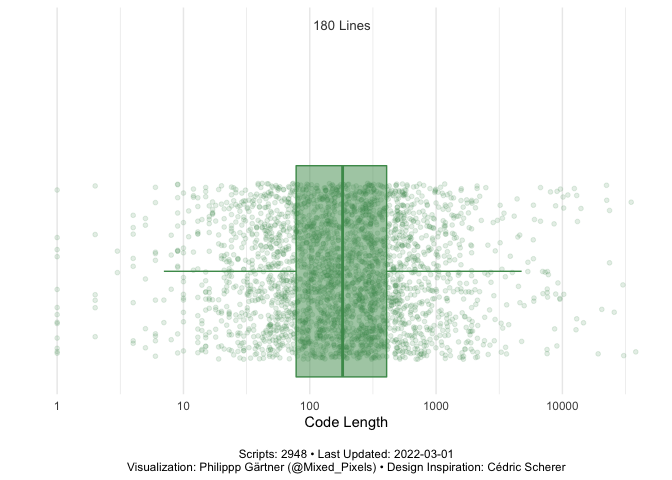 180 Lines
1 10 100 1000 10000
Code Length
Scripts: 2948 • Last Updated: 2022-03-01
Visualization: Philippp Gärtner (@Mixed_Pixels) • Design Inspiration: Cédric Scherer